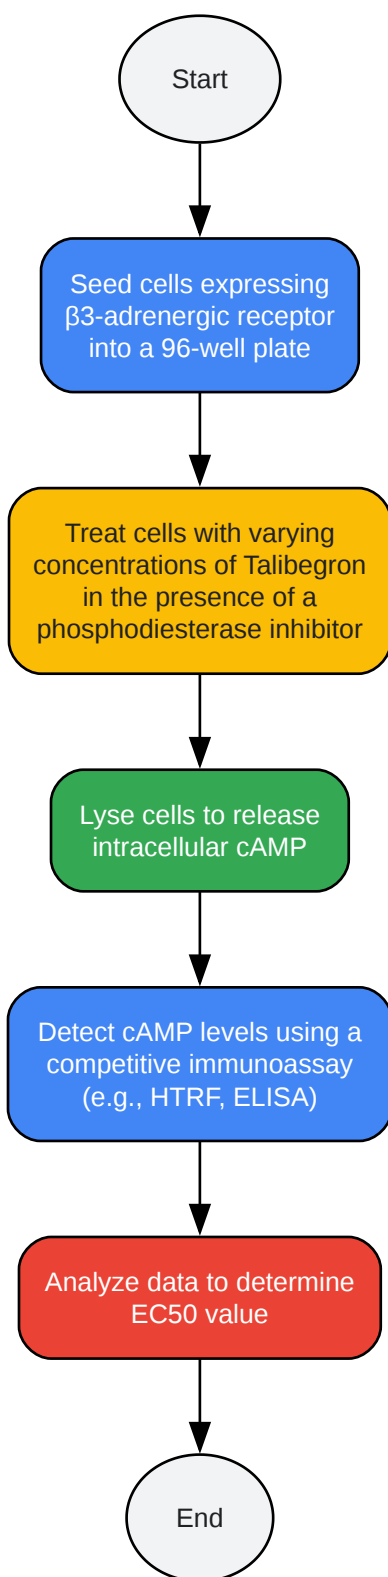 Start
Seed cells expressing
β3-adrenergic receptor
into a 96-well plate
Treat cells with varying
concentrations of Talibegron
in the presence of a
phosphodiesterase inhibitor
Lyse cells to release
intracellular cAMP
Detect cAMP levels using a
competitive immunoassay
(e.g., HTRF, ELISA)
Analyze data to determine
EC50 value
End